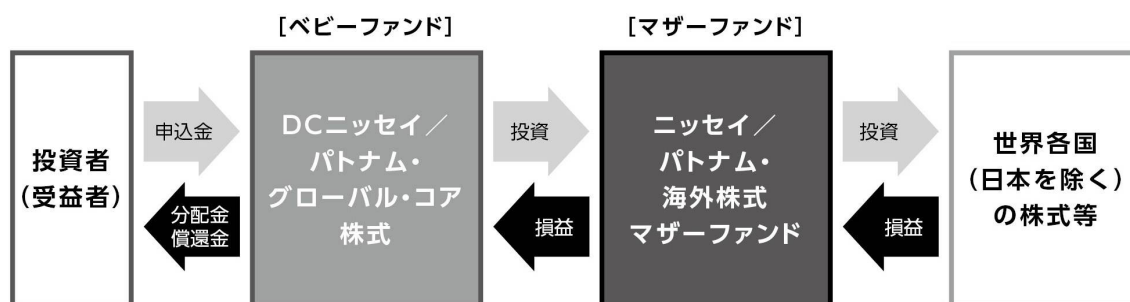 [ベビーファンド]
[マザーファンド]
投資者
(受益者)
申込金
分配金
償還金
DCニッセイ／
パトナム・
グローバル・コア
株式
投資
損益
ニッセイ／
パトナム・
海外株式
マザーファンド
投資
損益
世界各国
(日本を除く)
の株式等